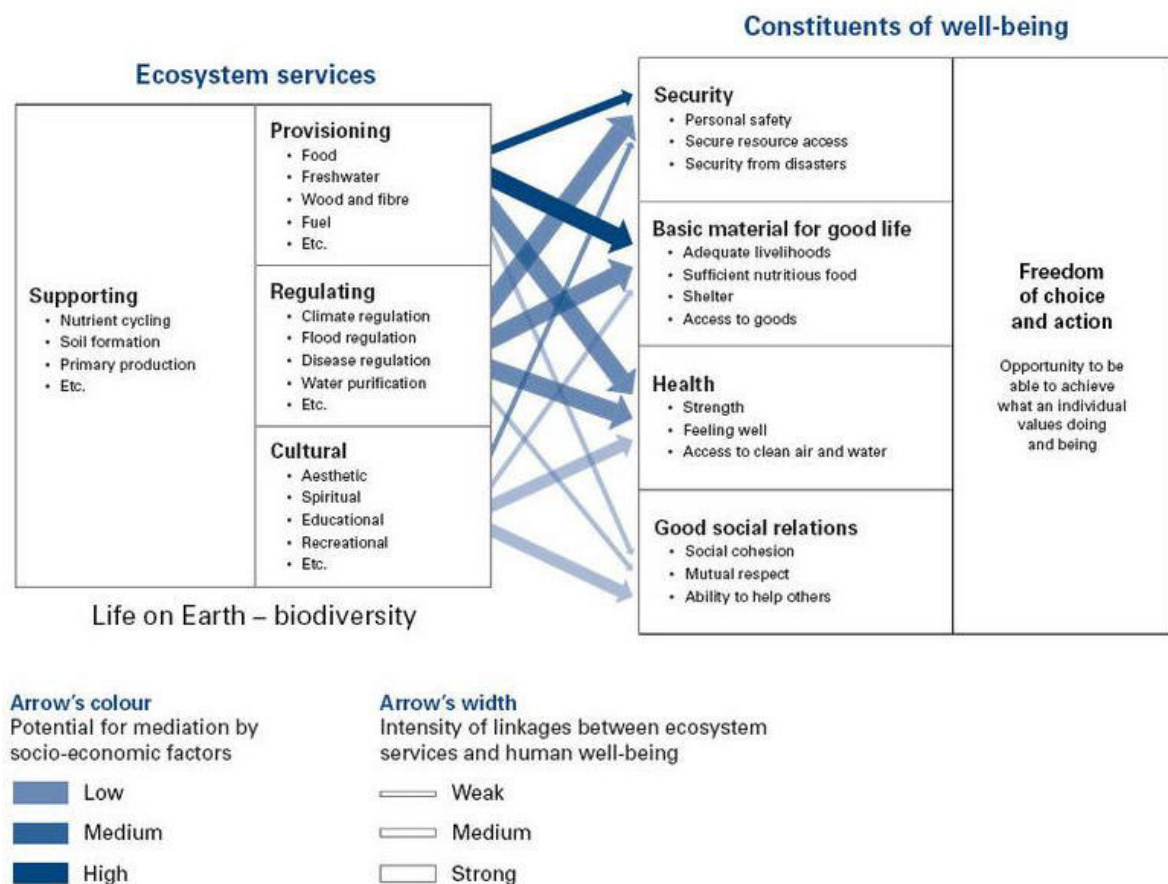 Constituents of well-being
Ecosystem services
Supporting
• Nutrient cycling
• Soil formation
• Primary production
• Etc.
Provisioning
• Food
• Freshwater
• Wood and fibre
• Fuel
• Etc.
Regulating
• Climate regulation
• Flood regulation
• Disease regulation
• Water purification
• Etc.
Cultural
• Aesthetic
• Spiritual
• Educational
• Recreational
• Etc.
Life on Earth – biodiversity
Security
• Personal safety
• Secure resource access
• Security from disasters
Basic material for good life
• Adequate livelihoods
• Sufficient nutritious food
• Shelter
• Access to goods
Health
• Strength
• Feeling well
• Access to clean air and water
Good social relations
• Social cohesion
• Mutual respect
• Ability to help others
Freedom
of choice
and action
Opportunity to be
able to achieve
what an individual
values doing
and being
Arrow's colour
Potential for mediation by
socio-economic factors
Low
Medium
High
Arrow's width
Intensity of linkages between ecosystem
services and human well-being
Weak
Medium
Strong